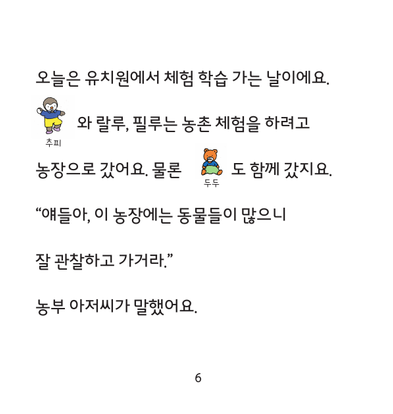 오늘은 유치원에서 체험 학습 가는 날이에요.
추피 와 랄루, 필루는 농촌 체험을 하려고
농장으로 갔어요. 물론 두두 도 함께 갔지요.
“얘들아, 이 농장에는 동물들이 많으니
잘 관찰하고 가거라.”
농부 아저씨가 말했어요.
6